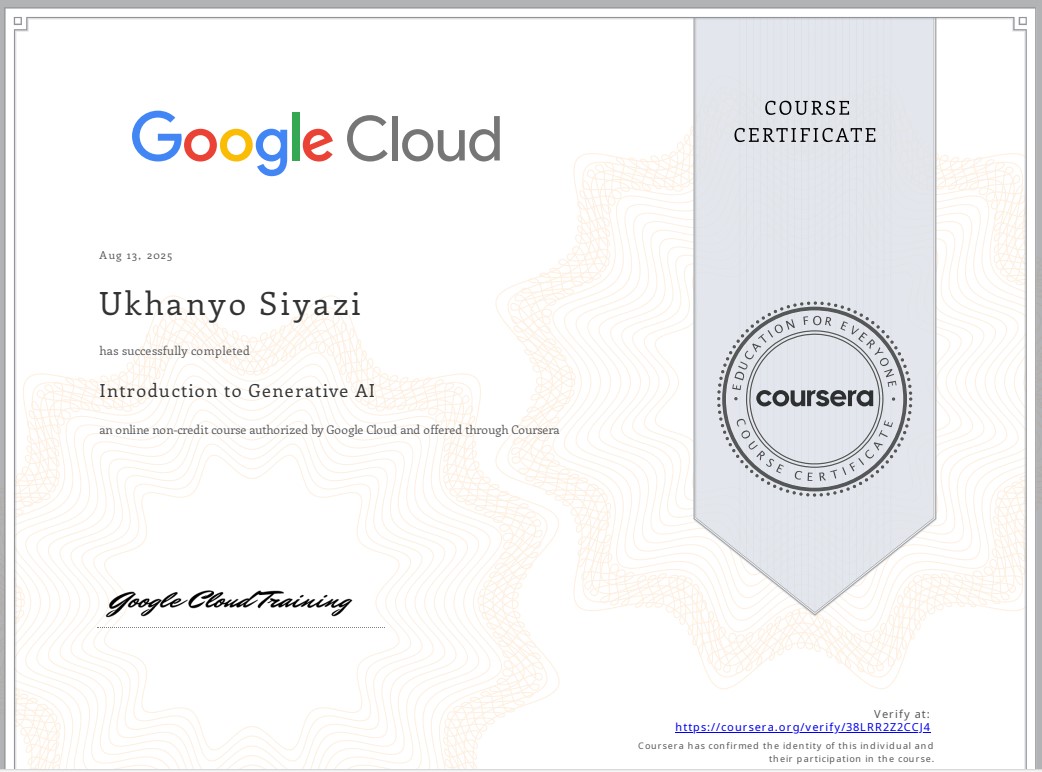 Google Cloud
COURSE
CERTIFICATE
Aug 13, 2025
Ukhanyo Siyazi
has successfully completed
Introduction to Generative AI
an online non-credit course authorized by Google Cloud and offered through Coursera
EDUCATION FOR EVERYONE
coursera
COURSE CERTIFICATE
Google Cloud Training
Verify at:
https://coursera.org/verify/38LRR2Z2CCJ4
Coursera has confirmed the identity of this individual and
their participation in the course.